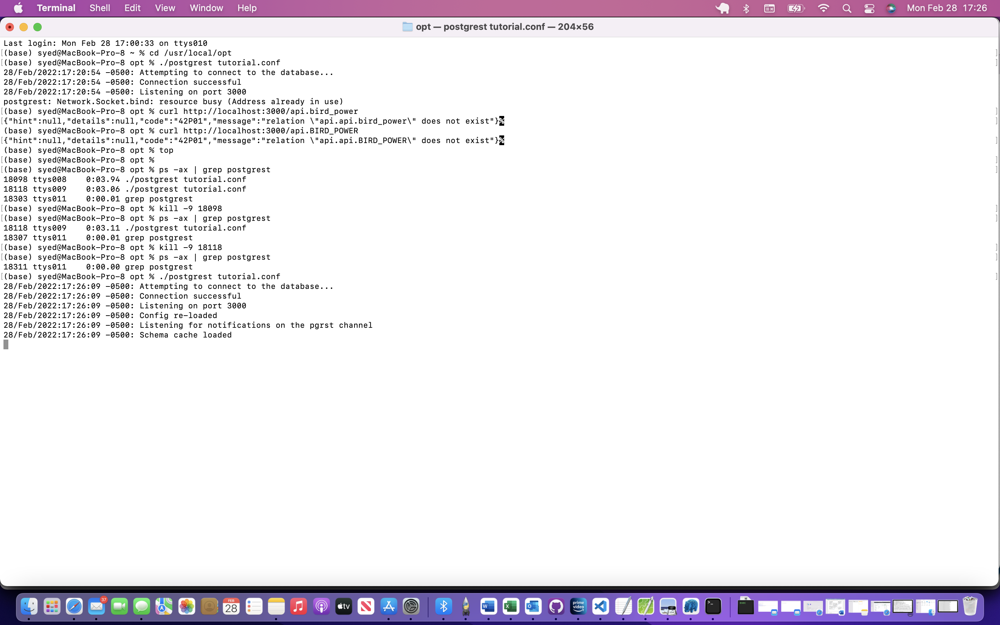 Terminal Shell Edit View Window Help Mon Feb 28 17:26
opt — postgrest tutorial.conf — 204×56
Last login: Mon Feb 28 17:00:33 on ttys010
[(base) syed@MacBook-Pro-8 ~ % cd /usr/local/opt ]
[(base) syed@MacBook-Pro-8 opt % ./postgrest tutorial.conf ]
28/Feb/2022:17:20:54 -0500: Attempting to connect to the database...
28/Feb/2022:17:20:54 -0500: Connection successful
28/Feb/2022:17:20:54 -0500: Listening on port 3000
postgrest: Network.Socket.bind: resource busy (Address already in use)
[(base) syed@MacBook-Pro-8 opt % curl http://localhost:3000/api.bird_power ]
[{"hint":null,"details":null,"code":"42P01","message":"relation \"api.api.bird_power\" does not exist"}% ]
(base) syed@MacBook-Pro-8 opt % curl http://localhost:3000/api.BIRD_POWER
[{"hint":null,"details":null,"code":"42P01","message":"relation \"api.api.BIRD_POWER\" does not exist"}% ]
(base) syed@MacBook-Pro-8 opt % top
[(base) syed@MacBook-Pro-8 opt % ]
[(base) syed@MacBook-Pro-8 opt % ps -ax | grep postgrest ]
18098 ttys008    0:03.94 ./postgrest tutorial.conf
18118 ttys009    0:03.06 ./postgrest tutorial.conf
18303 ttys011    0:00.01 grep postgrest
[(base) syed@MacBook-Pro-8 opt % kill -9 18098 ]
[(base) syed@MacBook-Pro-8 opt % ps -ax | grep postgrest ]
18118 ttys009    0:03.11 ./postgrest tutorial.conf
18307 ttys011    0:00.01 grep postgrest
[(base) syed@MacBook-Pro-8 opt % kill -9 18118 ]
[(base) syed@MacBook-Pro-8 opt % ps -ax | grep postgrest ]
18311 ttys011    0:00.00 grep postgrest
[(base) syed@MacBook-Pro-8 opt % ./postgrest tutorial.conf ]
28/Feb/2022:17:26:09 -0500: Attempting to connect to the database...
28/Feb/2022:17:26:09 -0500: Connection successful
28/Feb/2022:17:26:09 -0500: Listening on port 3000
28/Feb/2022:17:26:09 -0500: Config re-loaded
28/Feb/2022:17:26:09 -0500: Listening for notifications on the pgrst channel
28/Feb/2022:17:26:09 -0500: Schema cache loaded
37
FEB
28
tv
W
X
O
prime
video
>_
exec